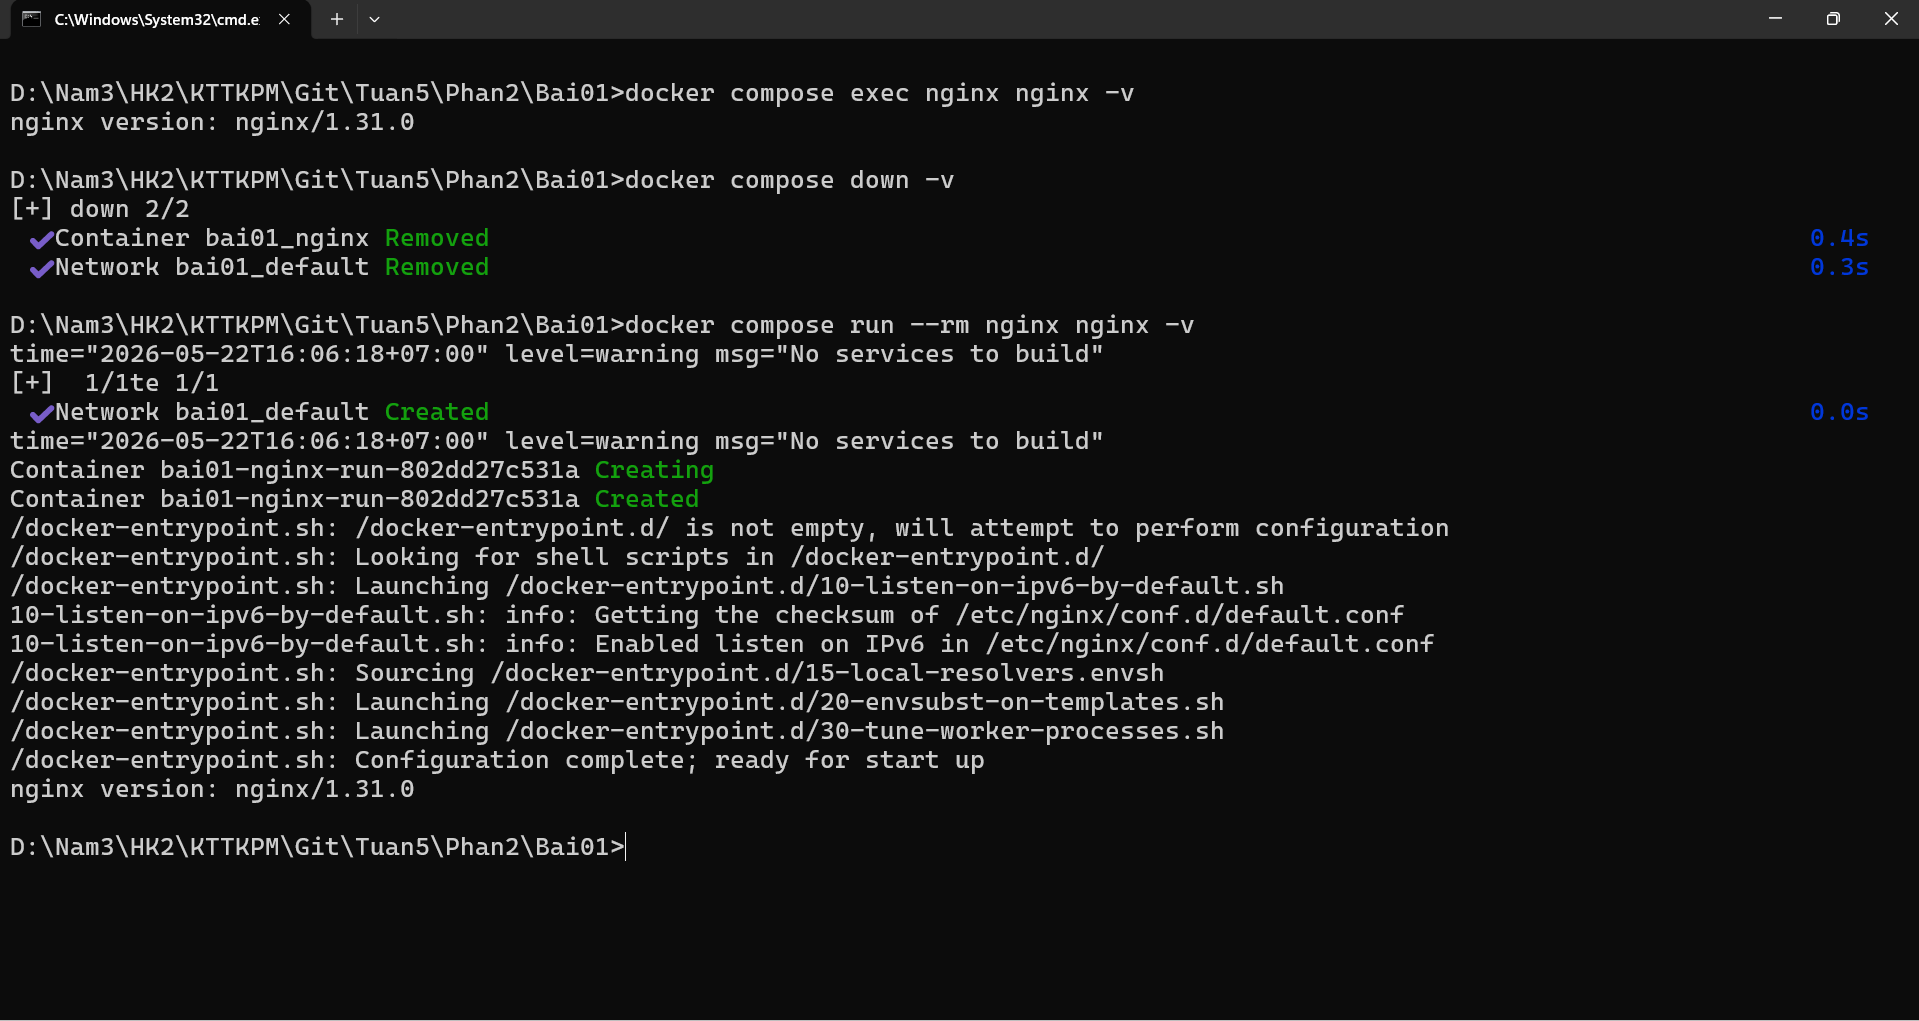 C:\Windows\System32\cmd.e
D:\Nam3\HK2\KTTKPM\Git\Tuan5\Phan2\Bai01>docker compose exec nginx nginx -v
nginx version: nginx/1.31.0
D:\Nam3\HK2\KTTKPM\Git\Tuan5\Phan2\Bai01>docker compose down -v
[+] down 2/2
✔Container bai01_nginx Removed 0.4s
✔Network bai01_default Removed 0.3s
D:\Nam3\HK2\KTTKPM\Git\Tuan5\Phan2\Bai01>docker compose run --rm nginx nginx -v
time="2026-05-22T16:06:18+07:00" level=warning msg="No services to build"
[+]  1/1te 1/1
✔Network bai01_default Created 0.0s
time="2026-05-22T16:06:18+07:00" level=warning msg="No services to build"
Container bai01-nginx-run-802dd27c531a Creating
Container bai01-nginx-run-802dd27c531a Created
/docker-entrypoint.sh: /docker-entrypoint.d/ is not empty, will attempt to perform configuration
/docker-entrypoint.sh: Looking for shell scripts in /docker-entrypoint.d/
/docker-entrypoint.sh: Launching /docker-entrypoint.d/10-listen-on-ipv6-by-default.sh
10-listen-on-ipv6-by-default.sh: info: Getting the checksum of /etc/nginx/conf.d/default.conf
10-listen-on-ipv6-by-default.sh: info: Enabled listen on IPv6 in /etc/nginx/conf.d/default.conf
/docker-entrypoint.sh: Sourcing /docker-entrypoint.d/15-local-resolvers.envsh
/docker-entrypoint.sh: Launching /docker-entrypoint.d/20-envsubst-on-templates.sh
/docker-entrypoint.sh: Launching /docker-entrypoint.d/30-tune-worker-processes.sh
/docker-entrypoint.sh: Configuration complete; ready for start up
nginx version: nginx/1.31.0
D:\Nam3\HK2\KTTKPM\Git\Tuan5\Phan2\Bai01>